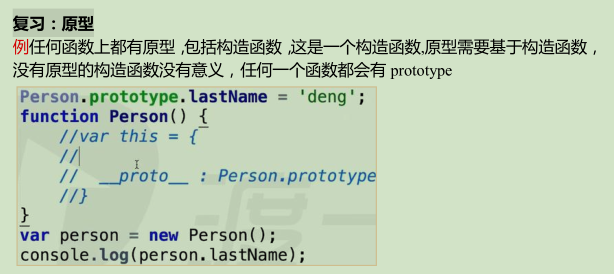 复习：原型
例任何函数上都有原型，包括构造函数，这是一个构造函数,原型需要基于构造函数，
没有原型的构造函数没有意义，任何一个函数都会有 prototype
Person.prototype.lastName = 'deng';
function Person() {
//var this = {
//
//  __proto__ : Person.prototype
//}
}
var person = new Person();
console.log(person.lastName);
渡一